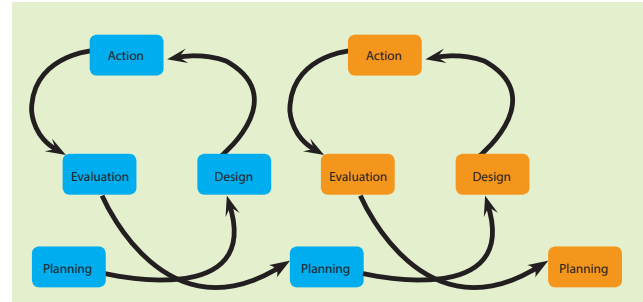 Action
Action
Evaluation
Design
Evaluation
Design
Planning
Planning
Planning